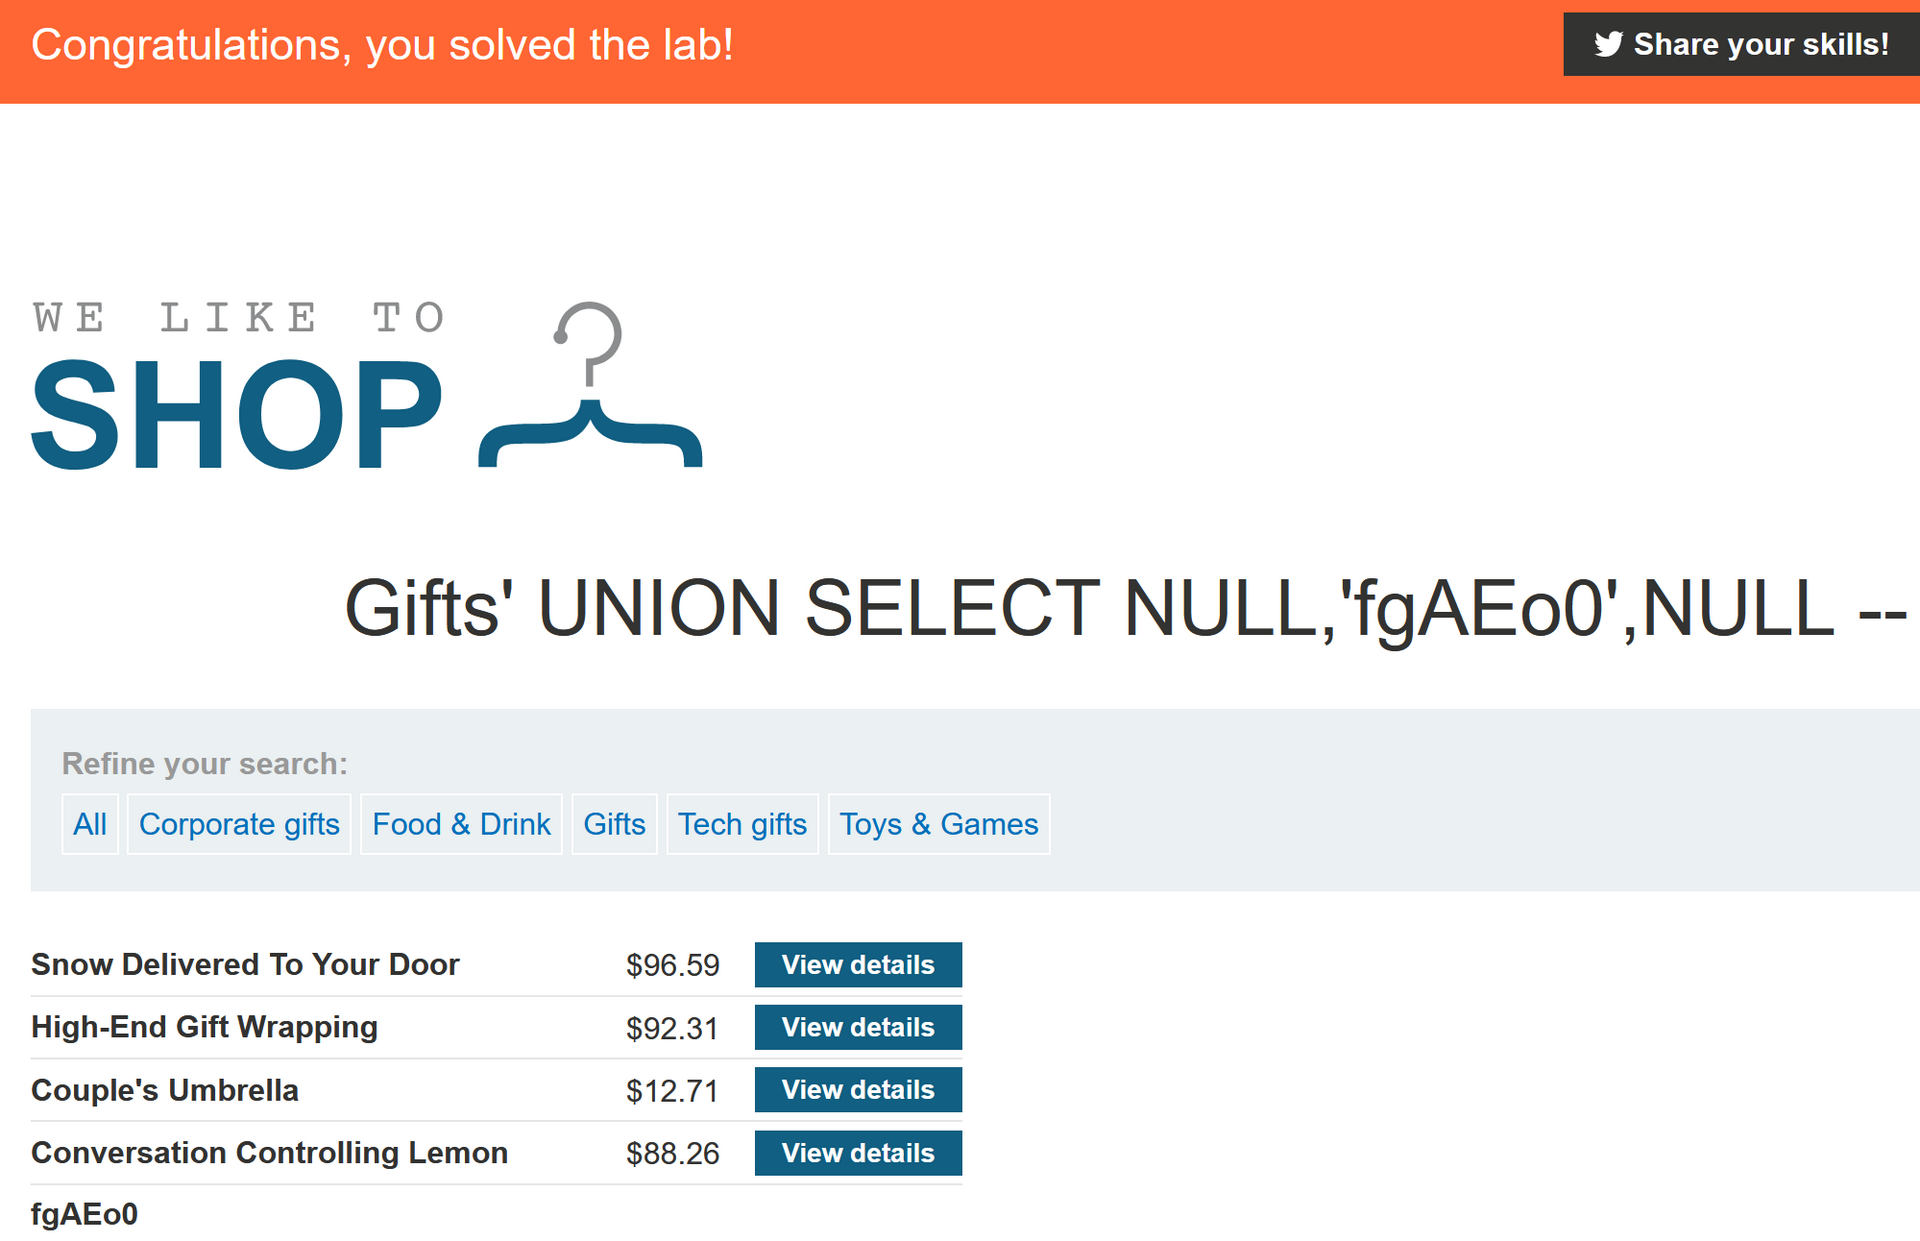 Congratulations, you solved the lab!
Share your skills!
WE LIKE TO
SHOP
Gifts' UNION SELECT NULL,'fgAEo0',NULL --
Refine your search:
All Corporate gifts Food & Drink Gifts Tech gifts Toys & Games
Snow Delivered To Your Door $96.59 View details
High-End Gift Wrapping $92.31 View details
Couple's Umbrella $12.71 View details
Conversation Controlling Lemon $88.26 View details
fgAEo0